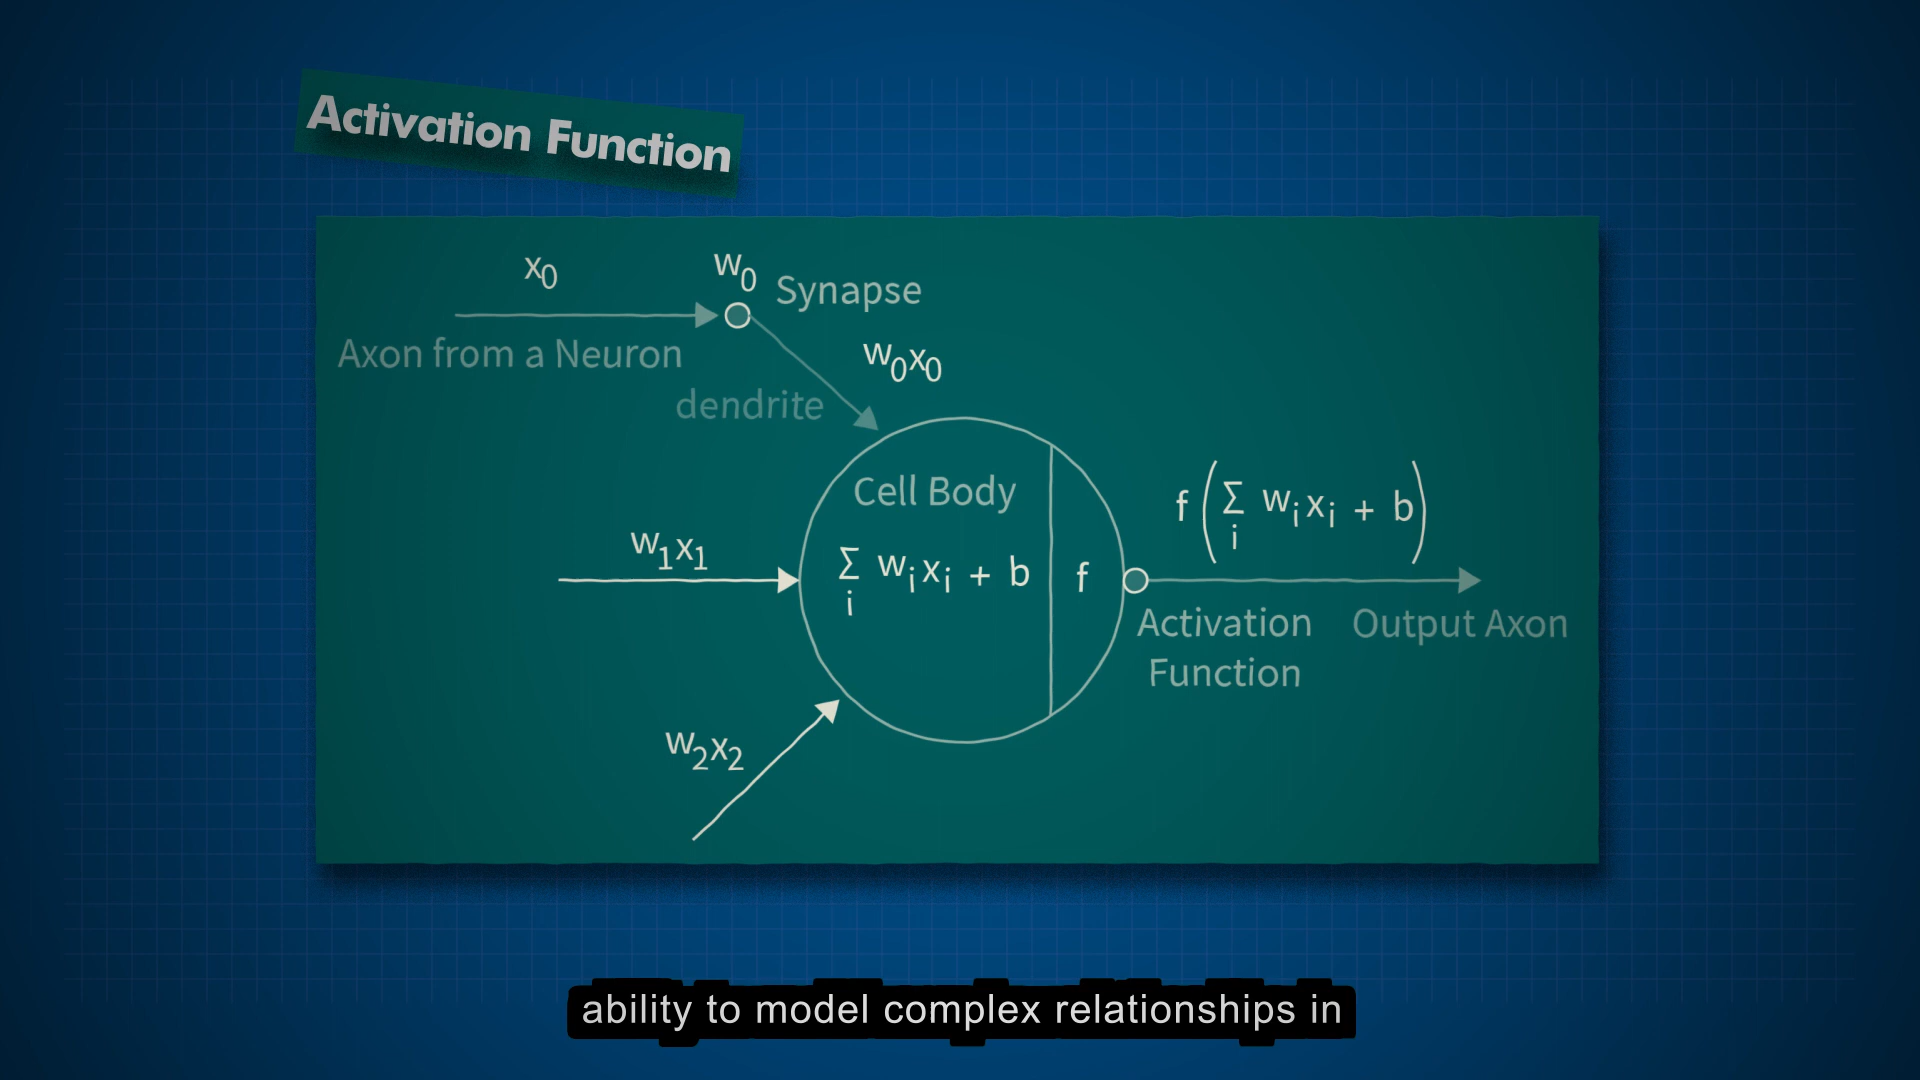 Activation Function
x₀
w₀
Synapse
Axon from a Neuron
w₀x₀
dendrite
Cell Body
w₁x₁
∑ wᵢxᵢ + b
i
f
f(∑ wᵢxᵢ + b)
i
Activation
Function
Output Axon
w₂x₂
ability to model complex relationships in